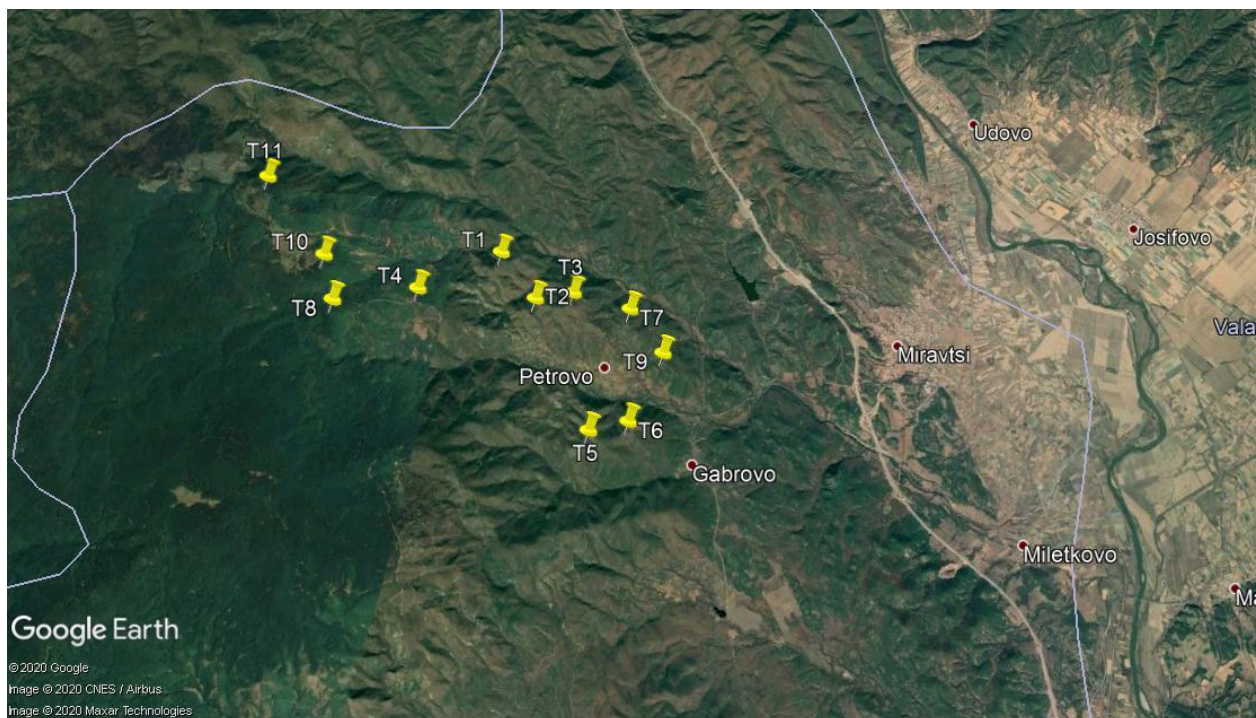 Udovo
T11
Josifovo
T10
T1
T3
T4
T8
T2
T7
Vala
Miravtsi
T9
Petrovo
T6
T5
Gabrovo
Miletkovo
Ma
Google Earth
© 2020 Google
Image © 2020 CNES / Airbus
Image © 2020 Maxar Technologies